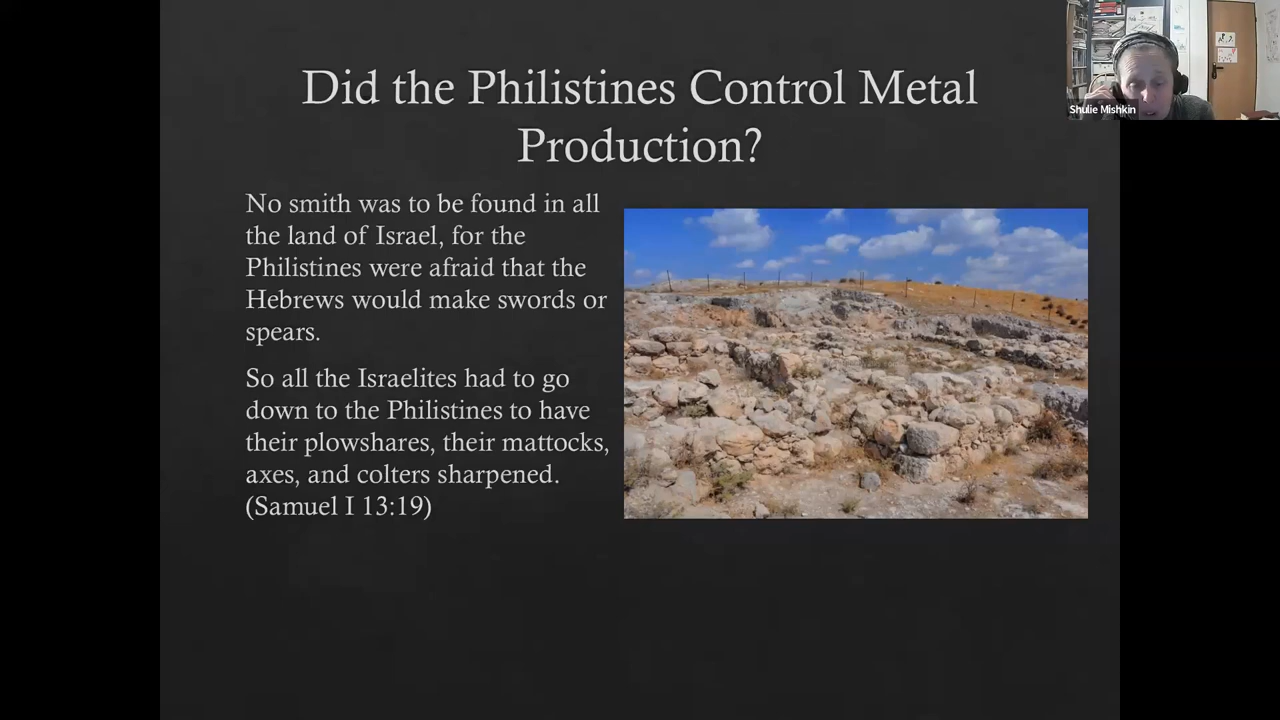 Did the Philistines Control Metal
Production?
Shulie Mishkin
No smith was to be found in all
the land of Israel, for the
Philistines were afraid that the
Hebrews would make swords or
spears.
So all the Israelites had to go
down to the Philistines to have
their plowshares, their mattocks,
axes, and colters sharpened.
(Samuel I 13:19)